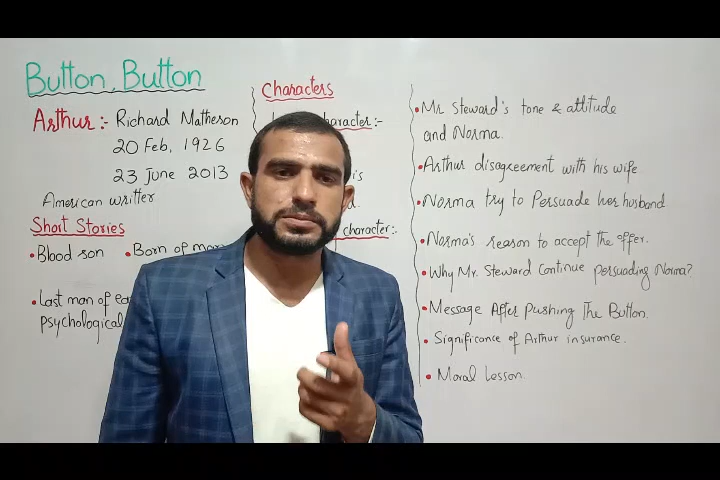 Button, Button
Arthur:- Richard Matheson
20 Feb, 1926
23 June 2013
American writter
Short Stories
• Blood son • Born of
• Last man of
psychological
Characters
character:-
character:-
• Mr Steward's tone & attitude
and Norma.
• Arthur disagreement with his wife
• Norma try to Persuade her husband
• Norma's reason to accept the offer.
• Why Mr. Steward Continue persuading Norma?
• Message After Pushing The Button.
• Significance of Arthur insurance.
• Moral Lesson.